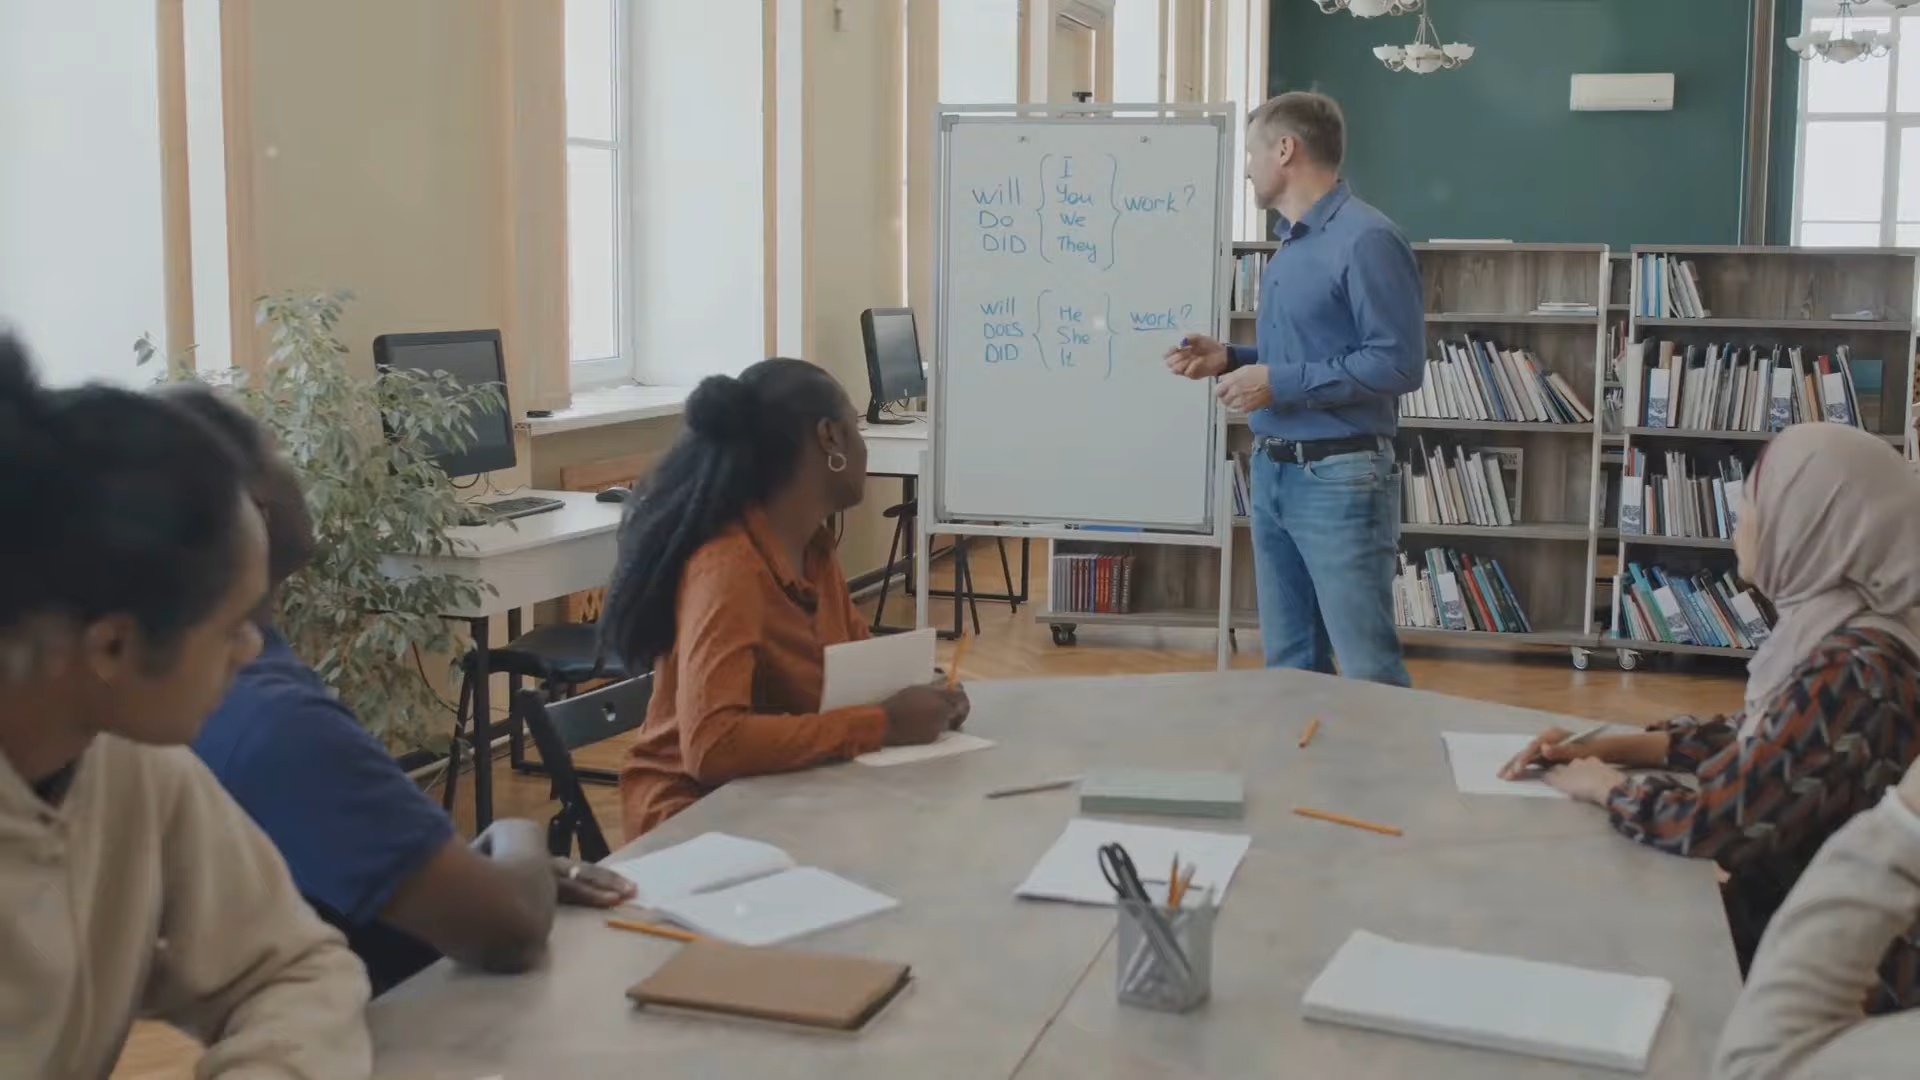 I
will You work?
Do We
DID They
will He work?
DOES She
DID It